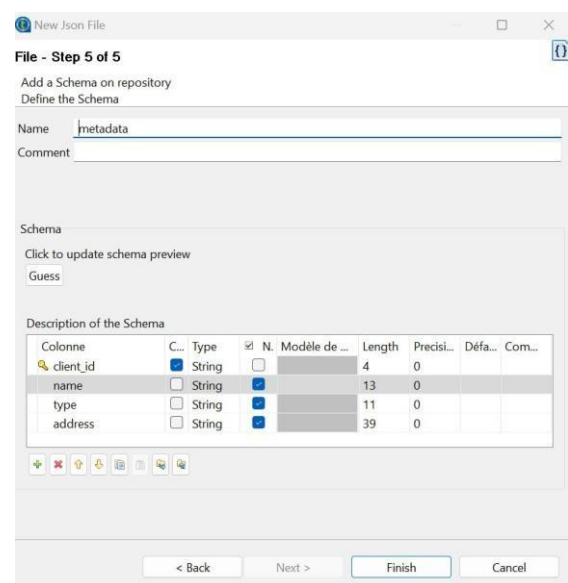 New Json File
File - Step 5 of 5
{}
Add a Schema on repository
Define the Schema
Name metadata
Comment
Schema
Click to update schema preview
Guess
Description of the Schema
Colonne C... Type N. Modèle de ... Length Precisi... Défa... Com...
client_id String 4 0
name String 13 0
type String 11 0
address String 39 0
< Back Next > Finish Cancel